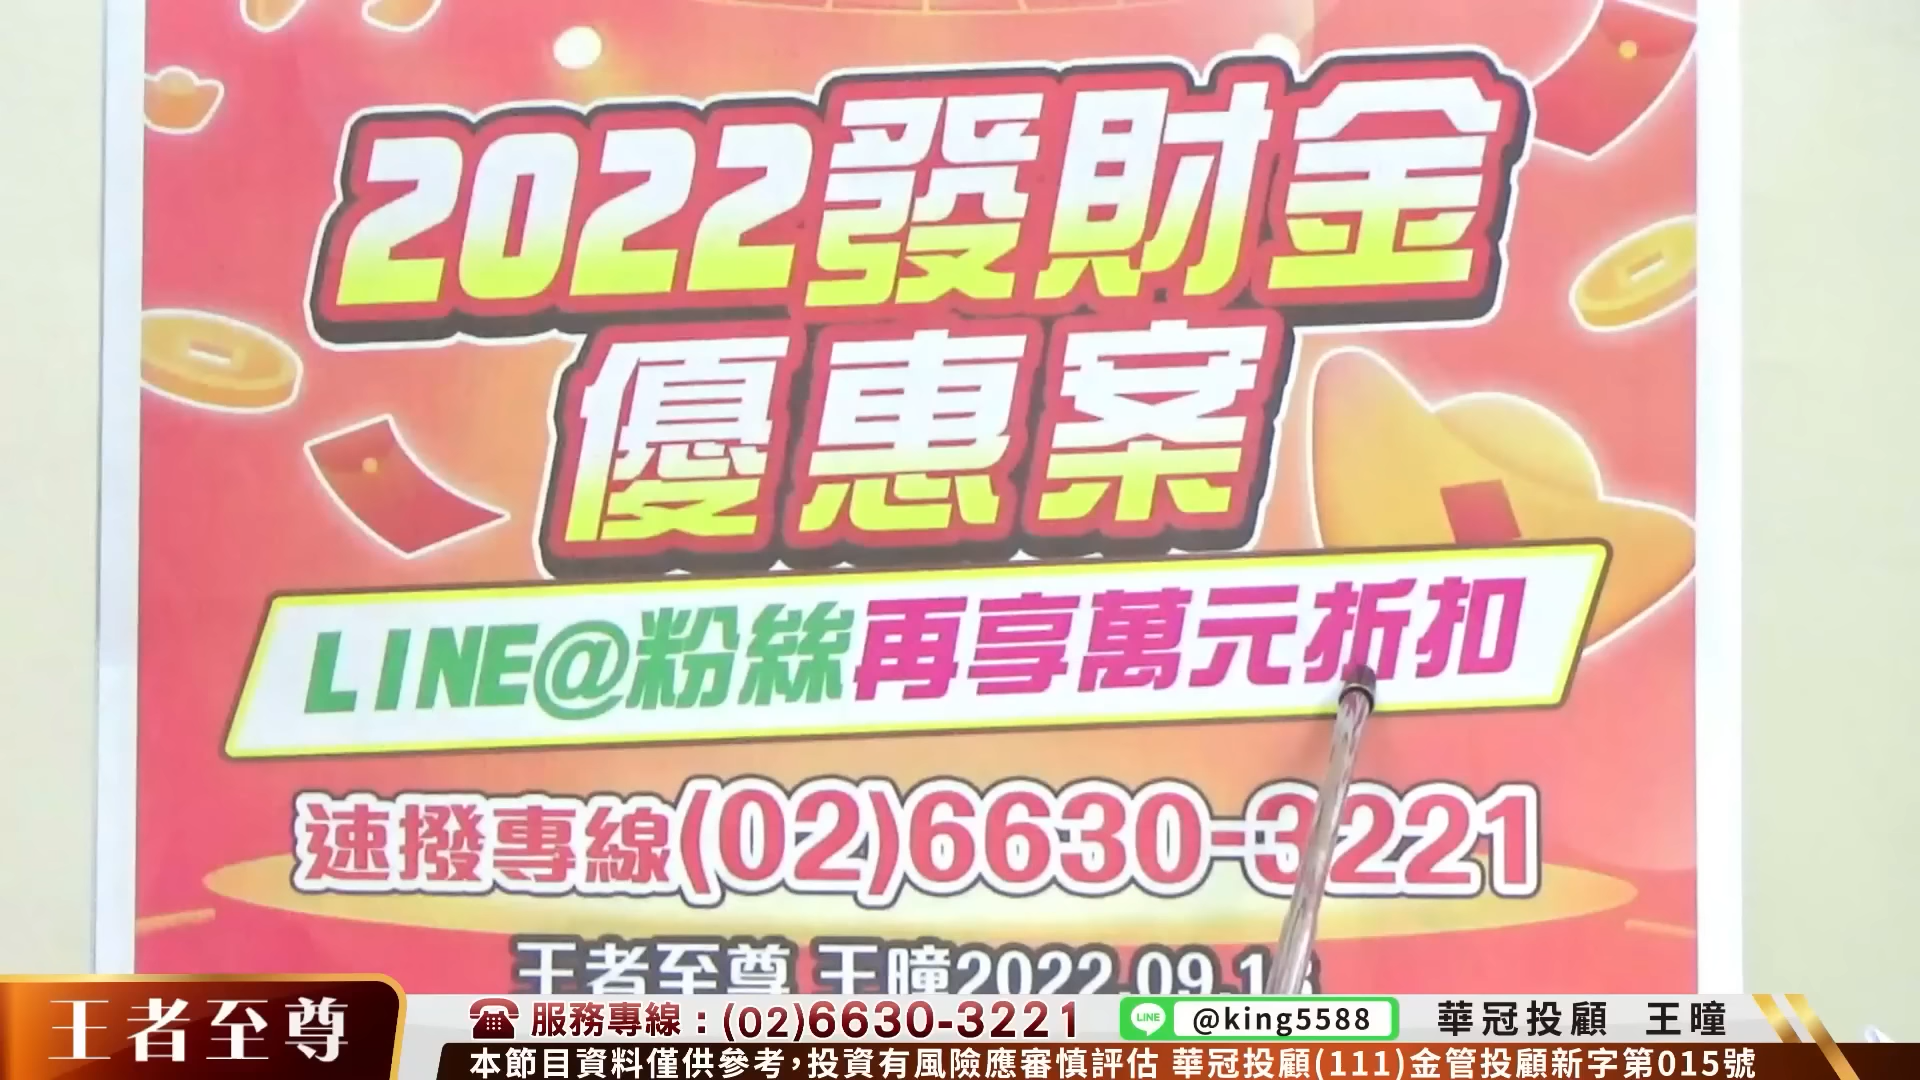 2022發財金
優惠案
LINE@粉絲再享萬元折扣
速撥專線(02)6630-3221
王者至尊 王曈2022.09.1
王者至尊
服務專線：(02)6630-3221
LINE @king5588
華冠投顧 王曈
本節目資料僅供參考，投資有風險應審慎評估 華冠投顧(111)金管投顧新字第015號